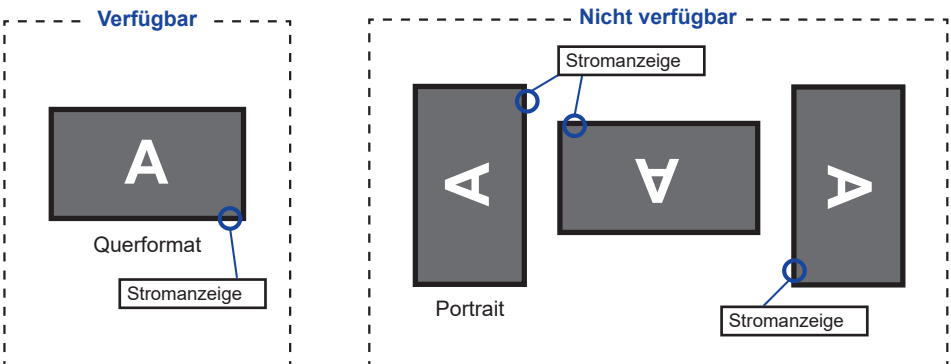 Verfügbar
A
Querformat
Stromanzeige
Nicht verfügbar
Stromanzeige
A
A
A
Portrait
Stromanzeige